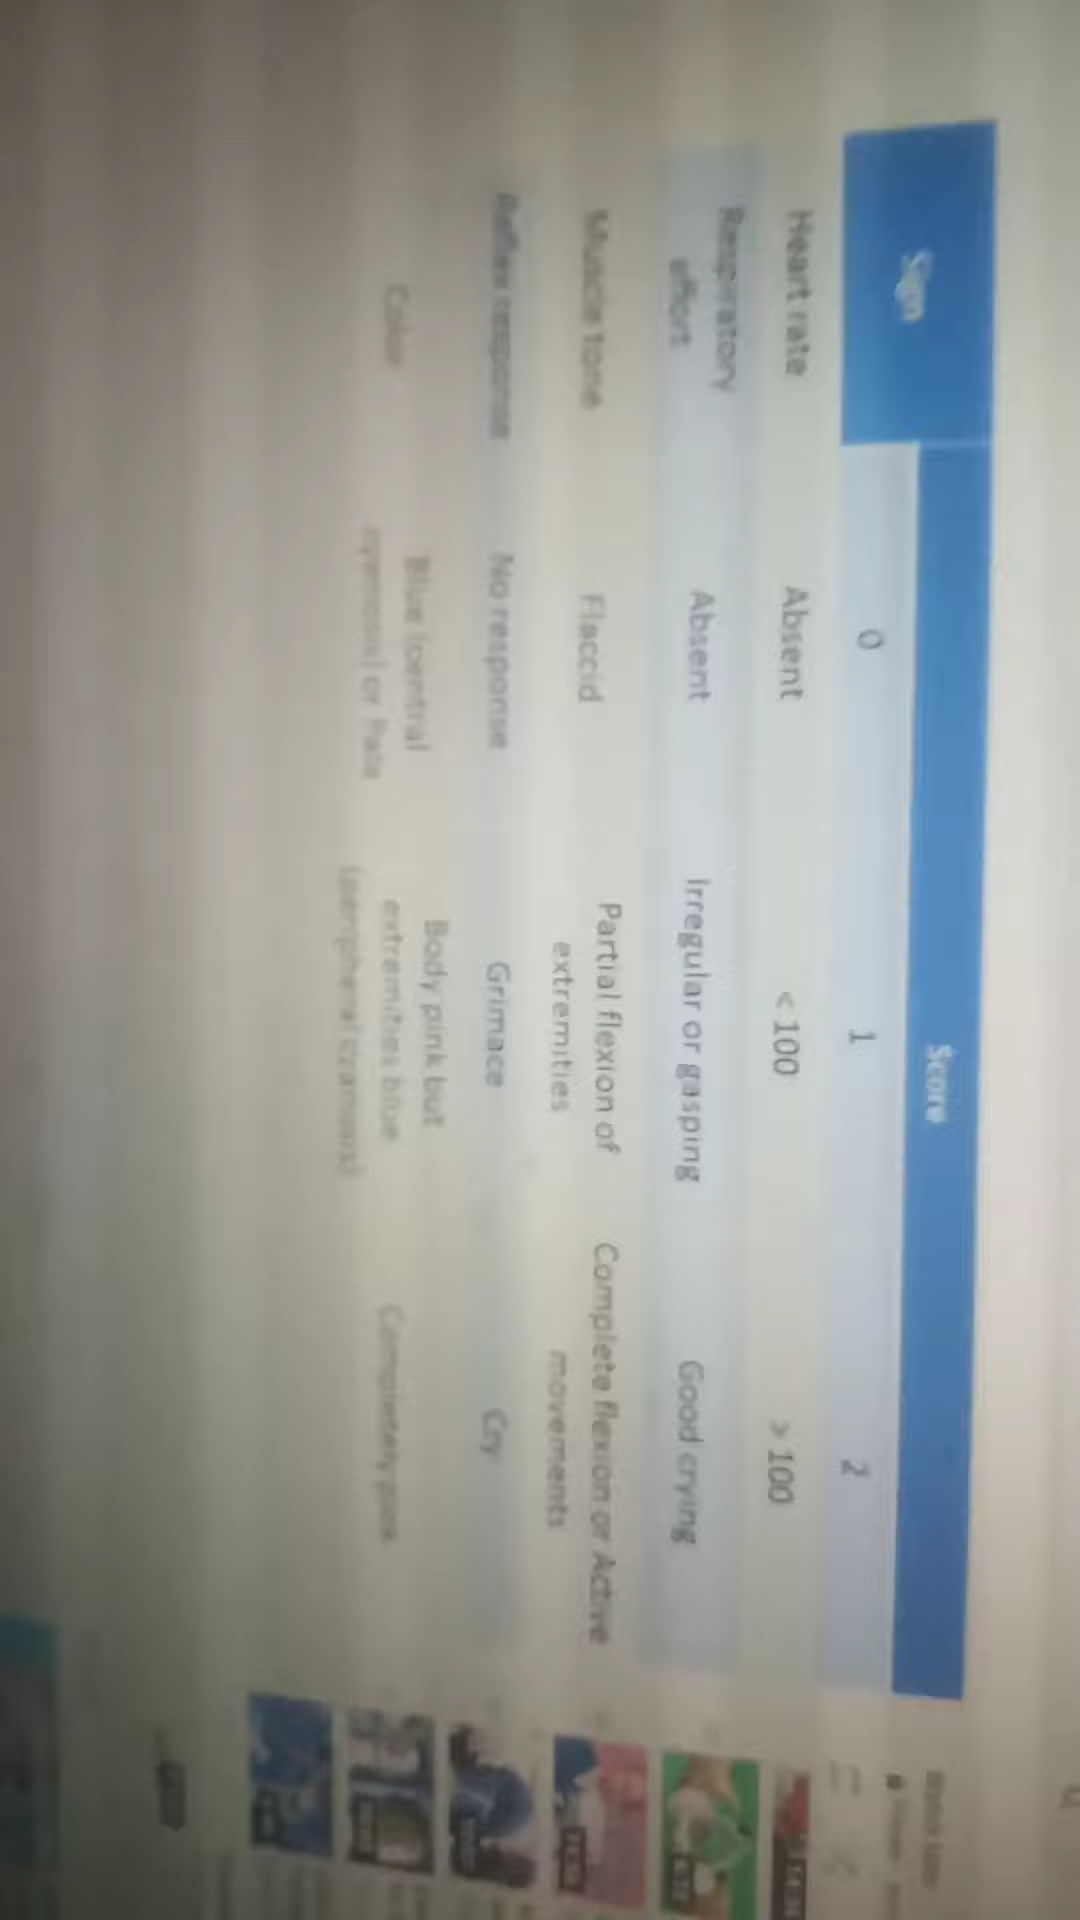 Sign
Score
0 1 2
Heart rate Absent < 100 > 100
Respiratory
effort
Absent Irregular or gasping Good crying
Muscle tone Flaccid
Partial flexion of
extremities
Complete flexion or Active
movements
Reflex response No response Grimace Cry
Color
Blue (central
cyanosis) or Pale
Body pink but
extremities blue
(peripheral cyanosis)
Completely pink